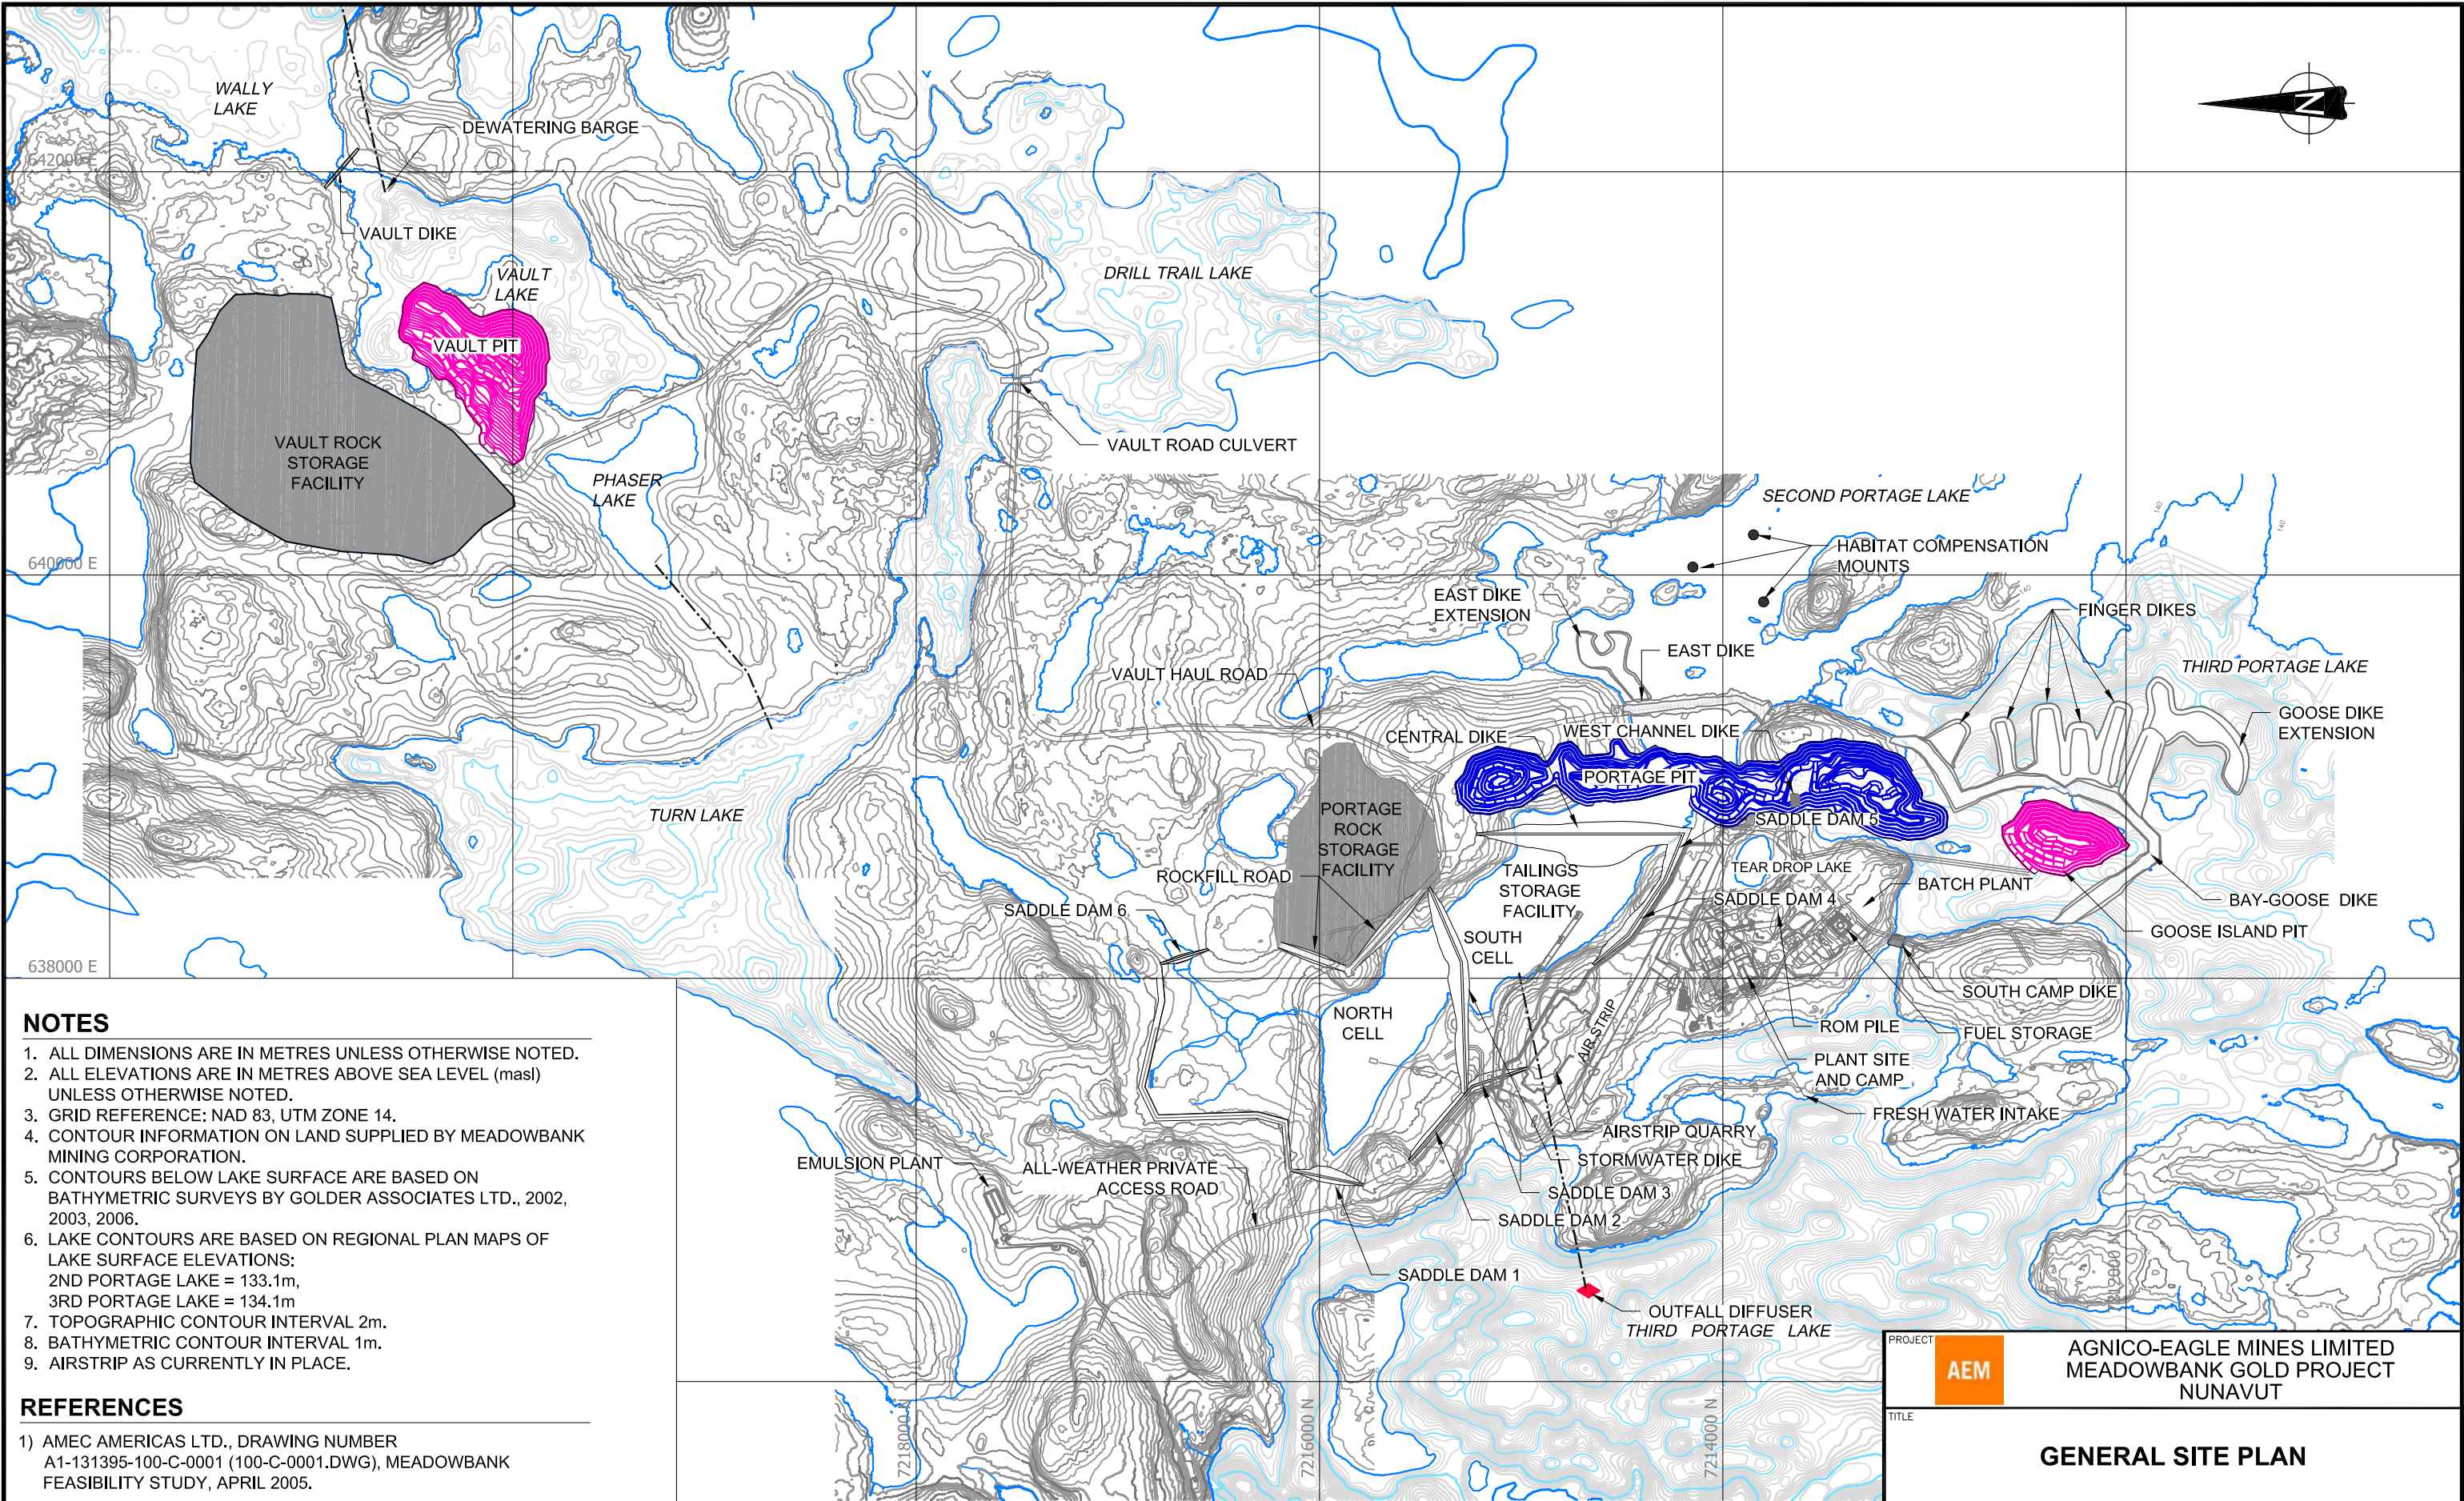 WALLY
LAKE
DEWATERING BARGE
642000 E
VAULT DIKE
VAULT
LAKE
DRILL TRAIL LAKE
VAULT PIT
VAULT ROCK
STORAGE
FACILITY
VAULT ROAD CULVERT
PHASER
LAKE
SECOND PORTAGE LAKE
140
140
HABITAT COMPENSATION
MOUNTS
640000 E
EAST DIKE
EXTENSION
140
FINGER DIKES
EAST DIKE
THIRD PORTAGE LAKE
VAULT HAUL ROAD
GOOSE DIKE
EXTENSION
CENTRAL DIKE
WEST CHANNEL DIKE
PORTAGE PIT
TURN LAKE
PORTAGE
ROCK
STORAGE
FACILITY
SADDLE DAM 5
ROCKFILL ROAD
TAILINGS
STORAGE
FACILITY
TEAR DROP LAKE
BATCH PLANT
SADDLE DAM 4
BAY-GOOSE DIKE
SADDLE DAM 6
GOOSE ISLAND PIT
SOUTH
CELL
638000 E
SOUTH CAMP DIKE
NORTH
CELL
AIR STRIP
ROM PILE
FUEL STORAGE
PLANT SITE
AND CAMP
FRESH WATER INTAKE
AIRSTRIP QUARRY
STORMWATER DIKE
EMULSION PLANT
ALL-WEATHER PRIVATE
ACCESS ROAD
SADDLE DAM 3
SADDLE DAM 2
SADDLE DAM 1
OUTFALL DIFFUSER
THIRD PORTAGE LAKE
7218000 N
7216000 N
7214000 N
7212000 N
N
NOTES
1. ALL DIMENSIONS ARE IN METRES UNLESS OTHERWISE NOTED.
2. ALL ELEVATIONS ARE IN METRES ABOVE SEA LEVEL (masl)
UNLESS OTHERWISE NOTED.
3. GRID REFERENCE: NAD 83, UTM ZONE 14.
4. CONTOUR INFORMATION ON LAND SUPPLIED BY MEADOWBANK
MINING CORPORATION.
5. CONTOURS BELOW LAKE SURFACE ARE BASED ON
BATHYMETRIC SURVEYS BY GOLDER ASSOCIATES LTD., 2002,
2003, 2006.
6. LAKE CONTOURS ARE BASED ON REGIONAL PLAN MAPS OF
LAKE SURFACE ELEVATIONS:
2ND PORTAGE LAKE = 133.1m,
3RD PORTAGE LAKE = 134.1m
7. TOPOGRAPHIC CONTOUR INTERVAL 2m.
8. BATHYMETRIC CONTOUR INTERVAL 1m.
9. AIRSTRIP AS CURRENTLY IN PLACE.
REFERENCES
1) AMEC AMERICAS LTD., DRAWING NUMBER
A1-131395-100-C-0001 (100-C-0001.DWG), MEADOWBANK
FEASIBILITY STUDY, APRIL 2005.
PROJECT
AEM
AGNICO-EAGLE MINES LIMITED
MEADOWBANK GOLD PROJECT
NUNAVUT
TITLE
GENERAL SITE PLAN